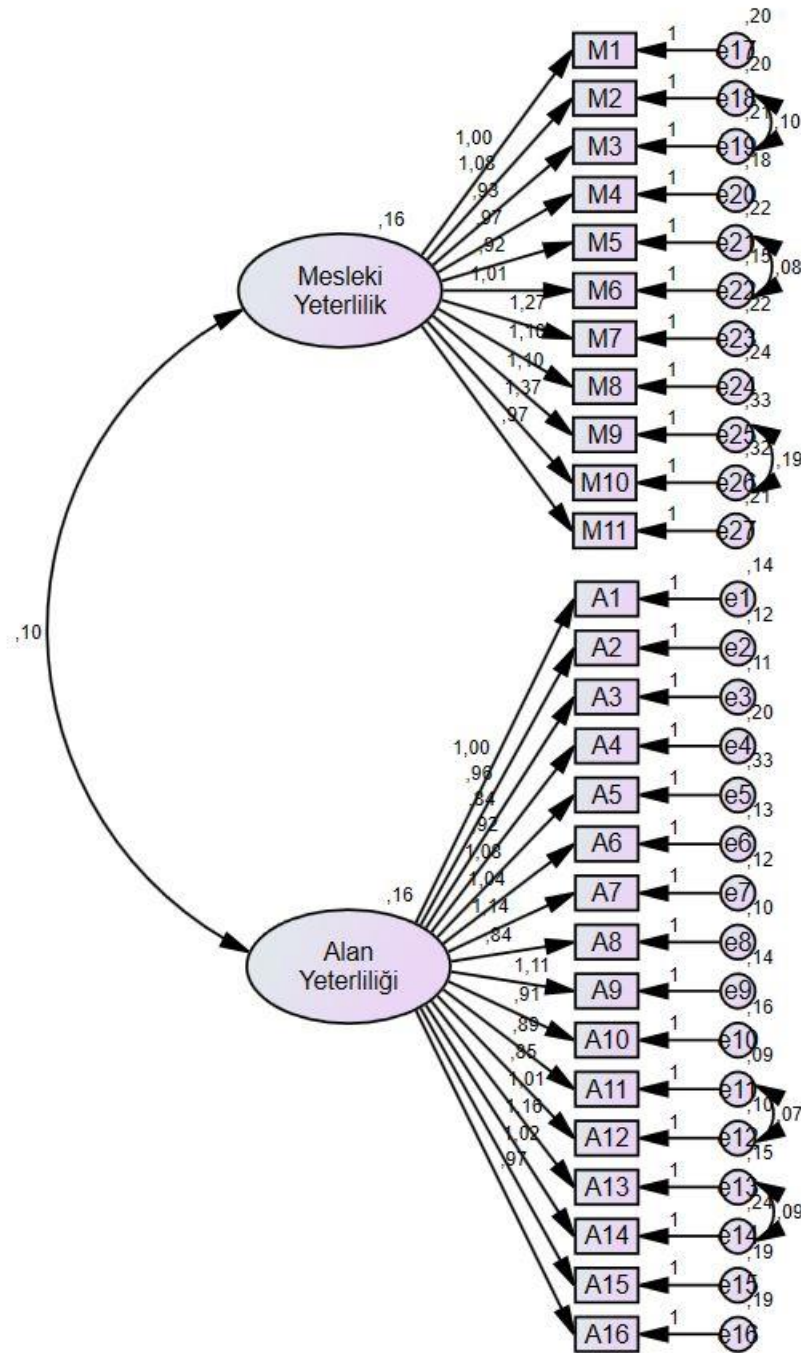 ,20
M1
1
e17
,20
M2
1
e18
,21
,10
M3
1
e19
,18
M4
1
e20
,22
M5
1
e21
,15
,08
M6
1
e22
,22
M7
1
e23
,24
M8
1
e24
,33
M9
1
e25
,32
,19
M10
1
e26
,21
M11
1
e27
1,00
1,08
,93
,97
,92
1,01
1,27
1,10
1,37
,97
,16
Mesleki
Yeterlilik
,10
,14
A1
1
e1
,12
A2
1
e2
,11
A3
1
e3
,20
A4
1
e4
,33
A5
1
e5
,13
A6
1
e6
,12
A7
1
e7
,10
A8
1
e8
,14
A9
1
e9
,16
A10
1
e10
,09
A11
1
e11
,10
,07
A12
1
e12
,15
A13
1
e13
,24
,09
A14
1
e14
,19
A15
1
e15
,19
A16
1
e16
1,00
,96
,84
,92
1,08
1,04
1,14
,84
1,11
,91
,89
,85
1,01
1,16
1,02
,97
,16
Alan
Yeterliliği